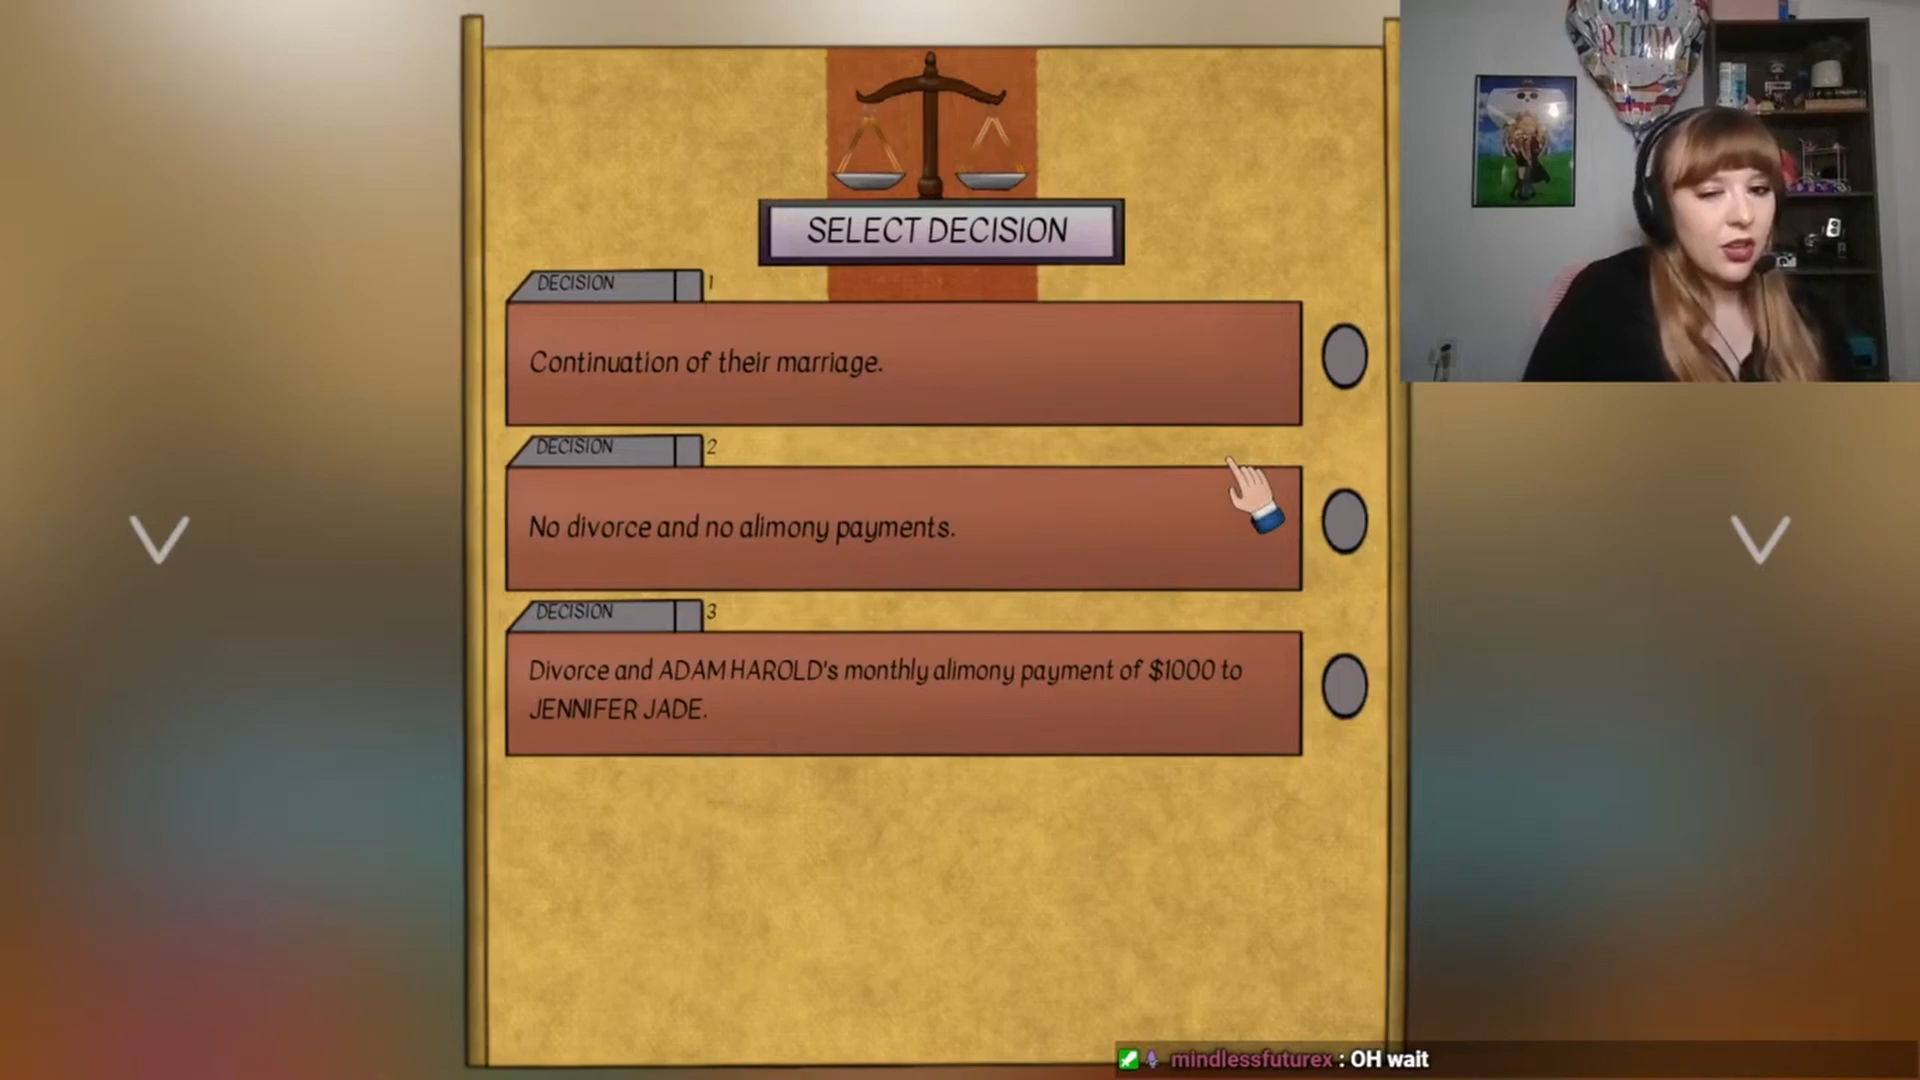 SELECT DECISION
DECISION 1
Continuation of their marriage.
DECISION 2
No divorce and no alimony payments.
DECISION 3
Divorce and ADAM HAROLD's monthly alimony payment of $1000 to
JENNIFER JADE.
mindlessfuturex : OH wait